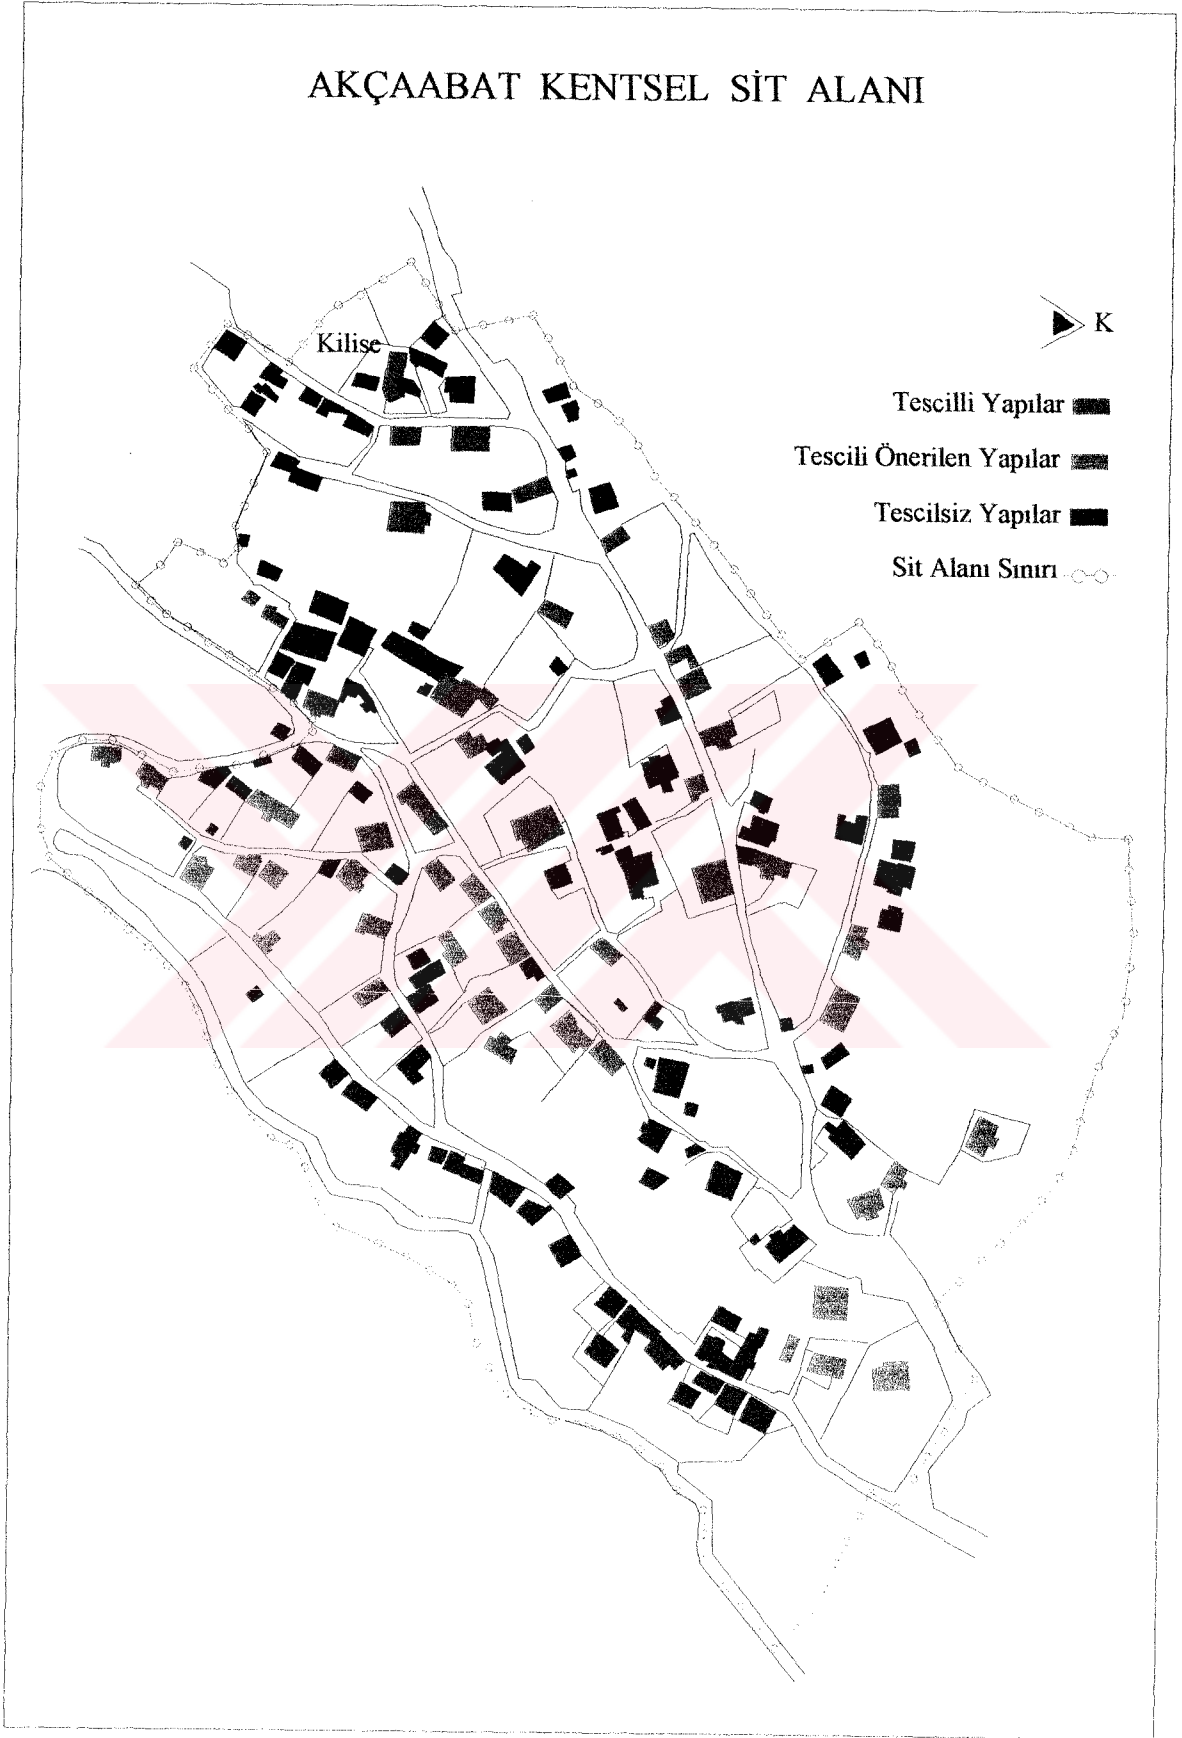 AKÇAABAT KENTSEL SİT ALANI
K
Kilise
Tescilli Yapılar
Tescili Önerilen Yapılar
Tescilsiz Yapılar
Sit Alanı Sınırı